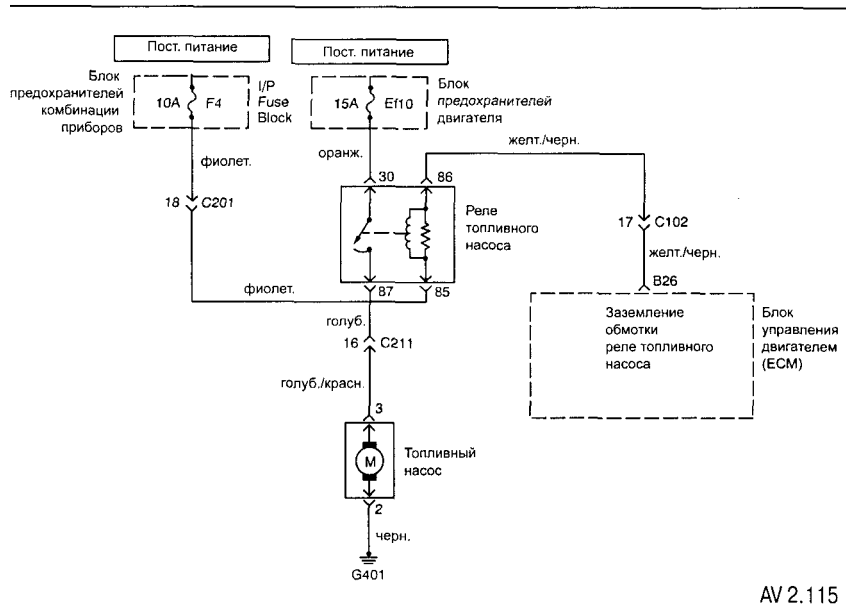 Пост. питание
Пост. питание
Блок
предохранителей
комбинации
приборов
10А F4
I/P
Fuse
Block
15А Ef10
Блок
предохранителей
двигателя
фиолет.
оранж.
желт./черн.
30 86
18 C201
Реле
топливного
насоса
17 C102
желт./черн.
B26
фиолет.
87 85
голуб.
16 C211
Заземление
обмотки
реле топливного
насоса
Блок
управления
двигателем
(ECM)
голуб./красн.
3
M
Топливный
насос
2
черн.
G401
AV 2.115